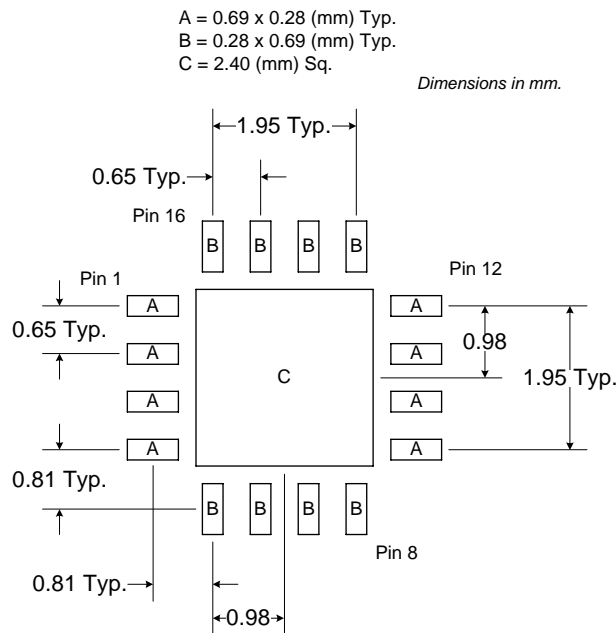 A = 0.69 x 0.28 (mm) Typ.
B = 0.28 x 0.69 (mm) Typ.
C = 2.40 (mm) Sq.
Dimensions in mm.
1.95 Typ.
0.65 Typ.
Pin 16
B B B B
Pin 1
Pin 12
A
A
0.65 Typ.
0.98
A
A
C
1.95 Typ.
A
A
A
A
0.81 Typ.
B B B B
Pin 8
0.81 Typ.
0.98